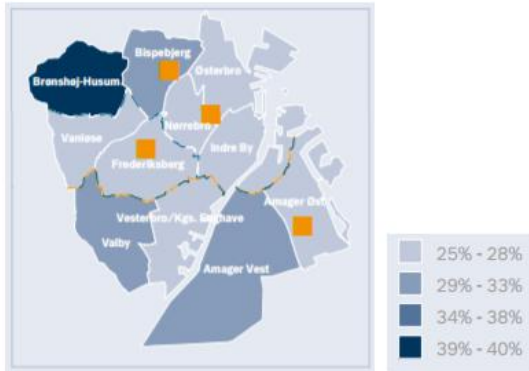 Bispebjerg
Østerbro
Brønshøj-Husum
Nørrebro
Vanløse
Indre By
Frederiksberg
Amager Øst
Vesterbro/Kgs. Enghave
Valby
Amager Vest
25% - 28%
29% - 33%
34% - 38%
39% - 40%